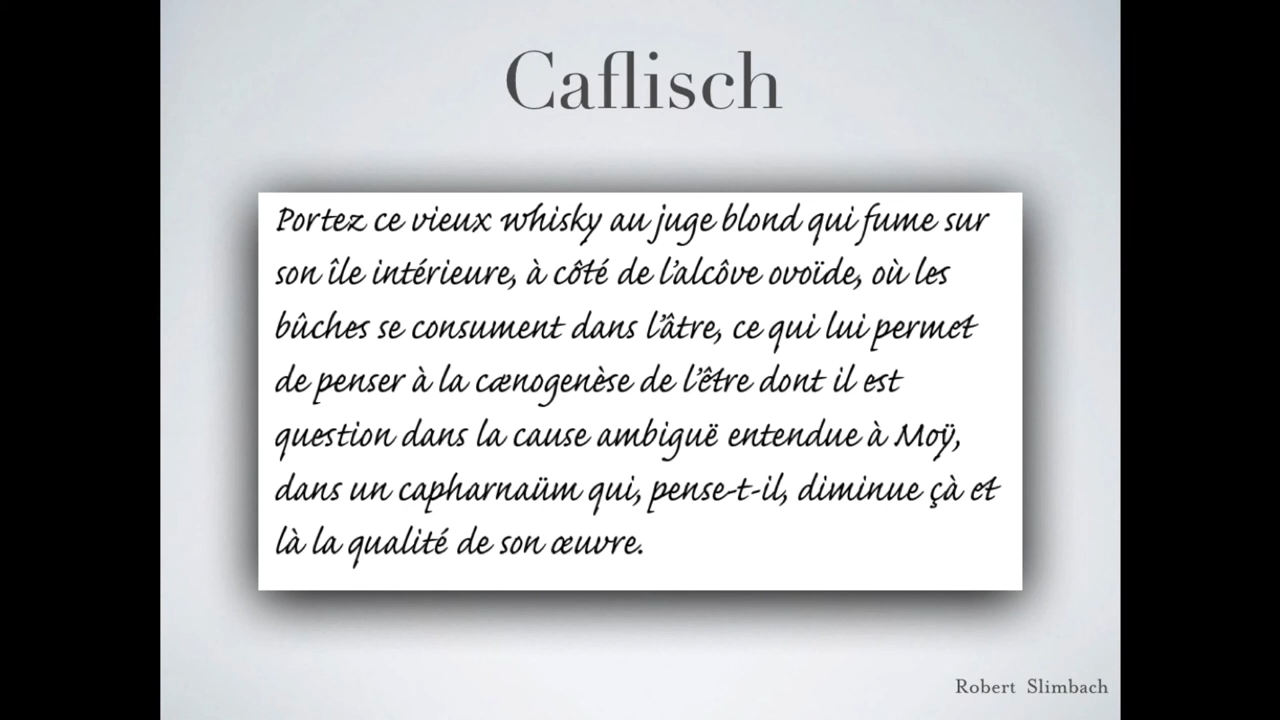 Caflisch
Portez ce vieux whisky au juge blond qui fume sur
son île intérieure, à côté de l’alcôve ovoïde, où les
bûches se consument dans l’âtre, ce qui lui permet
de penser à la cænogenèse de l’être dont il est
question dans la cause ambiguë entendue à Moÿ,
dans un capharnaüm qui, pense-t-il, diminue çà et
là la qualité de son œuvre.
Robert Slimbach